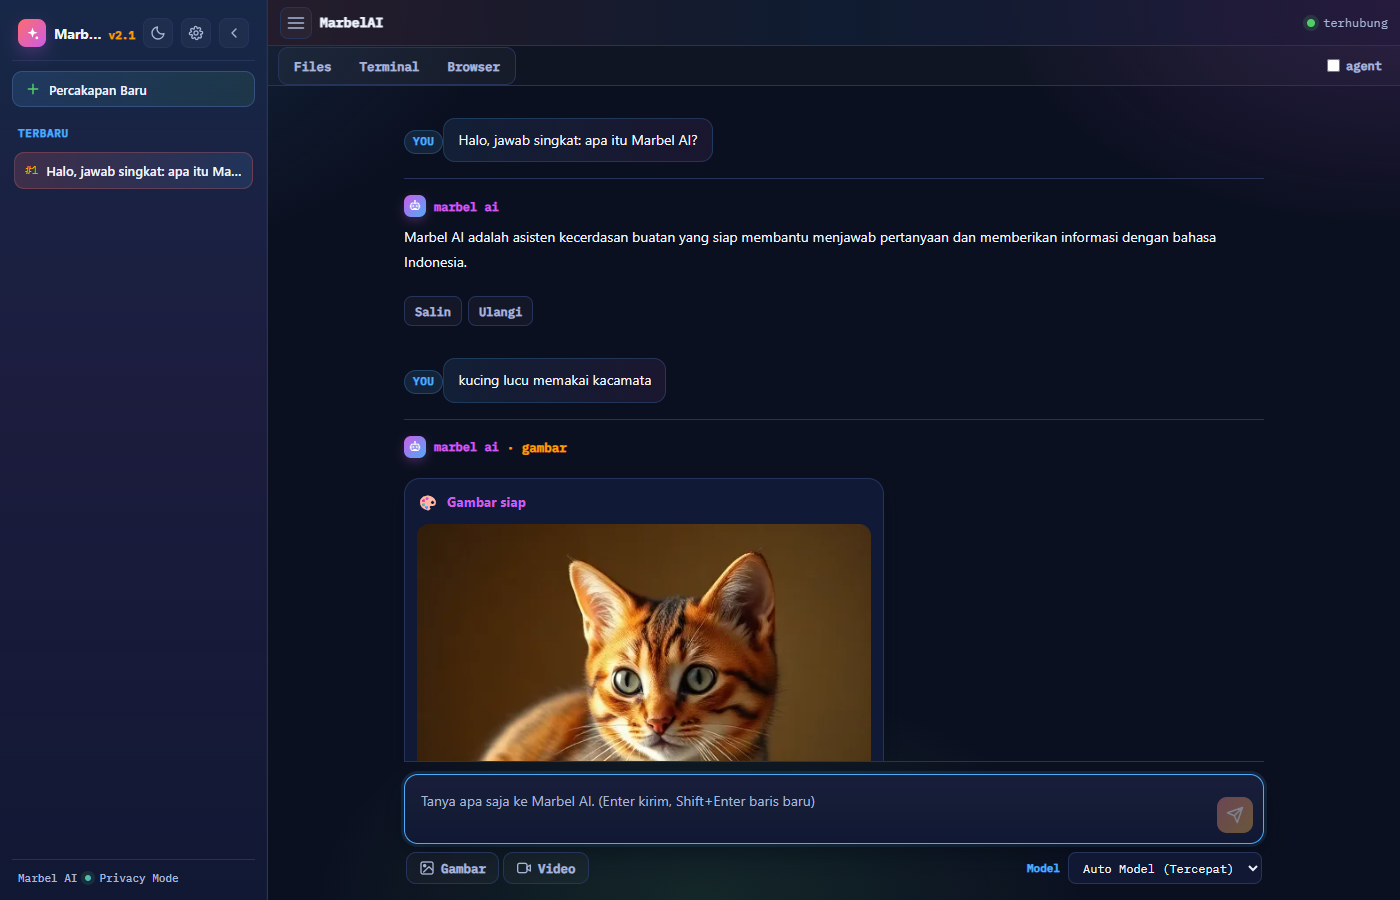 Marb... v2.1
Percakapan Baru
TERBARU
#1 Halo, jawab singkat: apa itu Ma...
Marbel AI Privacy Mode
MarbelAI
terhubung
Files Terminal Browser
agent
YOU Halo, jawab singkat: apa itu Marbel AI?
marbel ai
Marbel AI adalah asisten kecerdasan buatan yang siap membantu menjawab pertanyaan dan memberikan informasi dengan bahasa
Indonesia.
Salin Ulangi
YOU kucing lucu memakai kacamata
marbel ai · gambar
Gambar siap
Tanya apa saja ke Marbel AI. (Enter kirim, Shift+Enter baris baru)
Gambar Video
Model Auto Model (Tercepat)